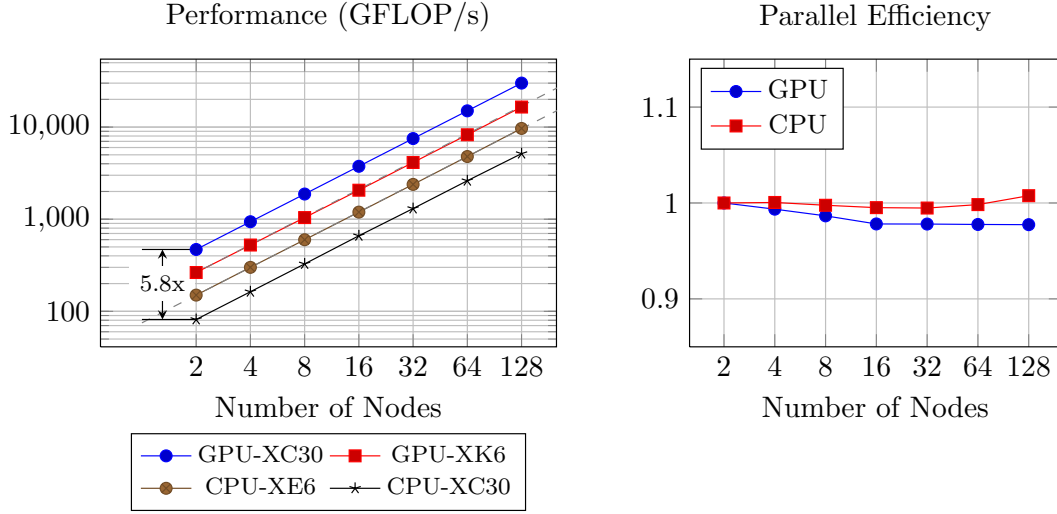 Performance (GFLOP/s)
10,000
1,000
100
5.8x
2 4 8 16 32 64 128
Number of Nodes
GPU-XC30 GPU-XK6
CPU-XE6 CPU-XC30
Parallel Efficiency
GPU
CPU
1.1
1
0.9
2 4 8 16 32 64 128
Number of Nodes